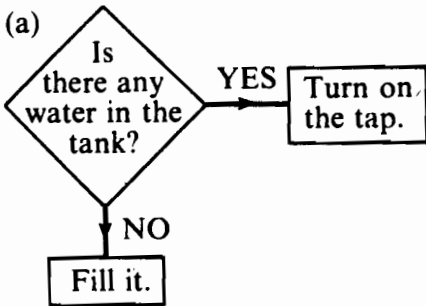 (a)
Is
there any
water in the
tank?
YES
Turn on
the tap.
NO
Fill it.